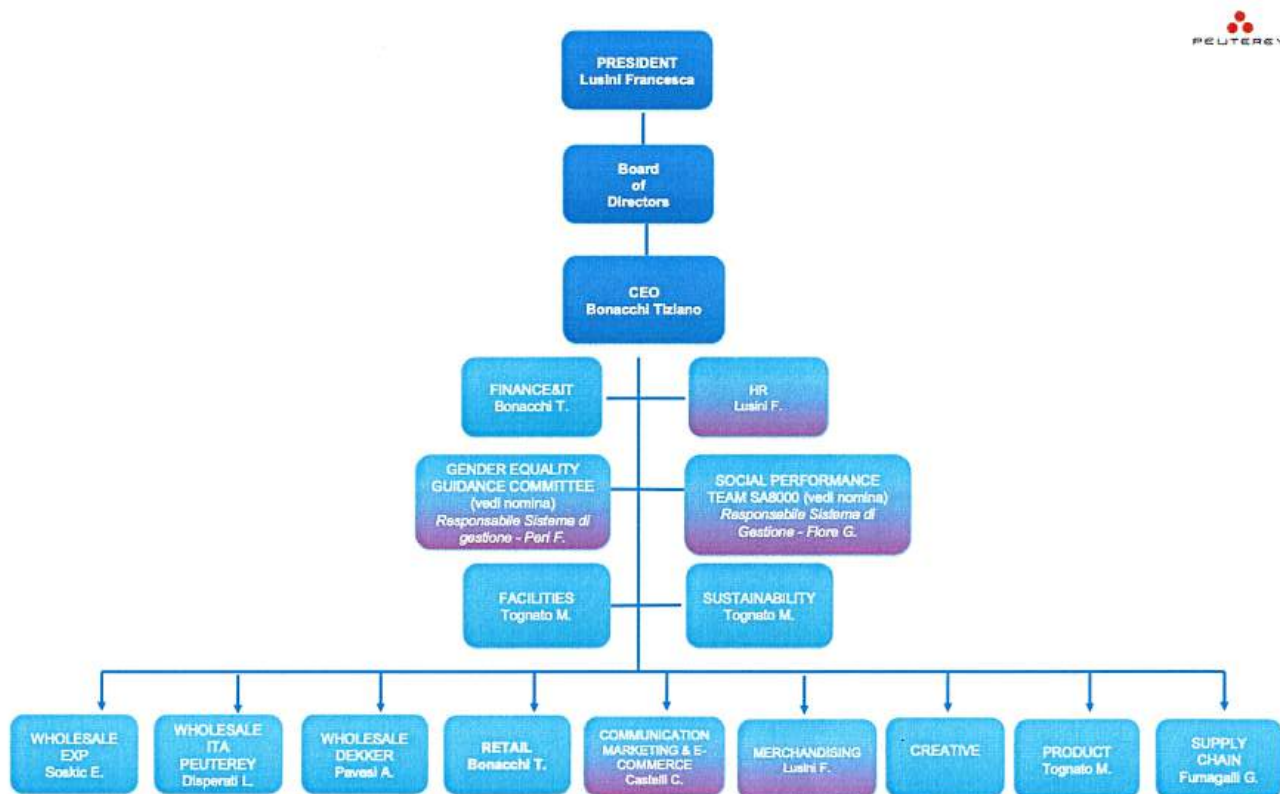 PEUTEREY
PRESIDENT
Lusini Francesca
Board
of
Directors
CEO
Bonacchi Tiziano
FINANCE&IT
Bonacchi T.
HR
Lusini F.
GENDER EQUALITY
GUIDANCE COMMITTEE
(vedi nomina)
Responsabile Sistema di
gestione - Peri F.
SOCIAL PERFORMANCE
TEAM SA8000 (vedi nomina)
Responsabile Sistema di
Gestione - Fiore G.
FACILITIES
Tognato M.
SUSTAINABILITY
Tognato M.
WHOLESALE
EXP
Soskic E.
WHOLESALE
ITA
PEUTEREY
Disperati L.
WHOLESALE
DEKKER
Pavesi A.
RETAIL
Bonacchi T.
COMMUNICATION
MARKETING & E-
COMMERCE
Castelli C.
MERCHANDISING
Lusini F.
CREATIVE
PRODUCT
Tognato M.
SUPPLY
CHAIN
Fumagalli G.